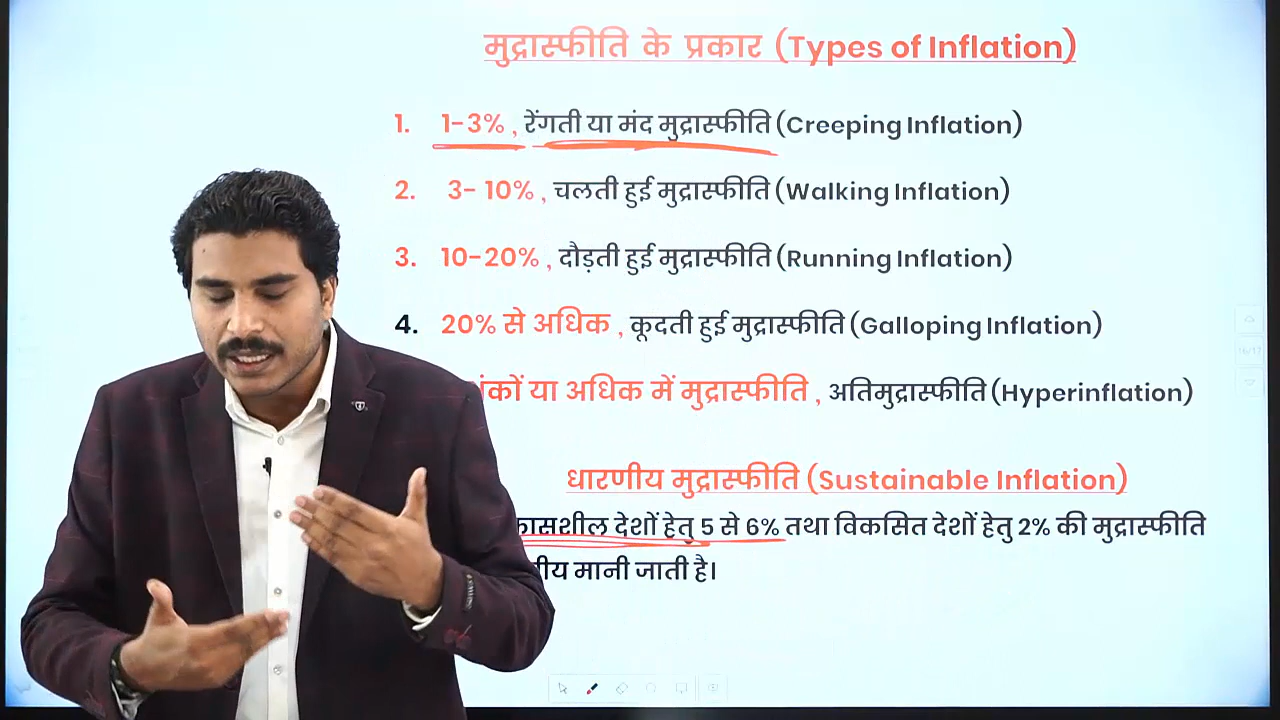 मुद्रास्फीति के प्रकार (Types of Inflation)
1. 1-3% , रेंगती या मंद मुद्रास्फीति (Creeping Inflation)
2. 3- 10% , चलती हुई मुद्रास्फीति (Walking Inflation)
3. 10-20% , दौड़ती हुई मुद्रास्फीति (Running Inflation)
4. 20% से अधिक , कूदती हुई मुद्रास्फीति (Galloping Inflation)
या अधिक में मुद्रास्फीति , अतिमुद्रास्फीति (Hyperinflation)
धारणीय मुद्रास्फीति (Sustainable Inflation)
देशों हेतु 5 से 6% तथा विकसित देशों हेतु 2% की मुद्रास्फीति
मानी जाती है।
16/17